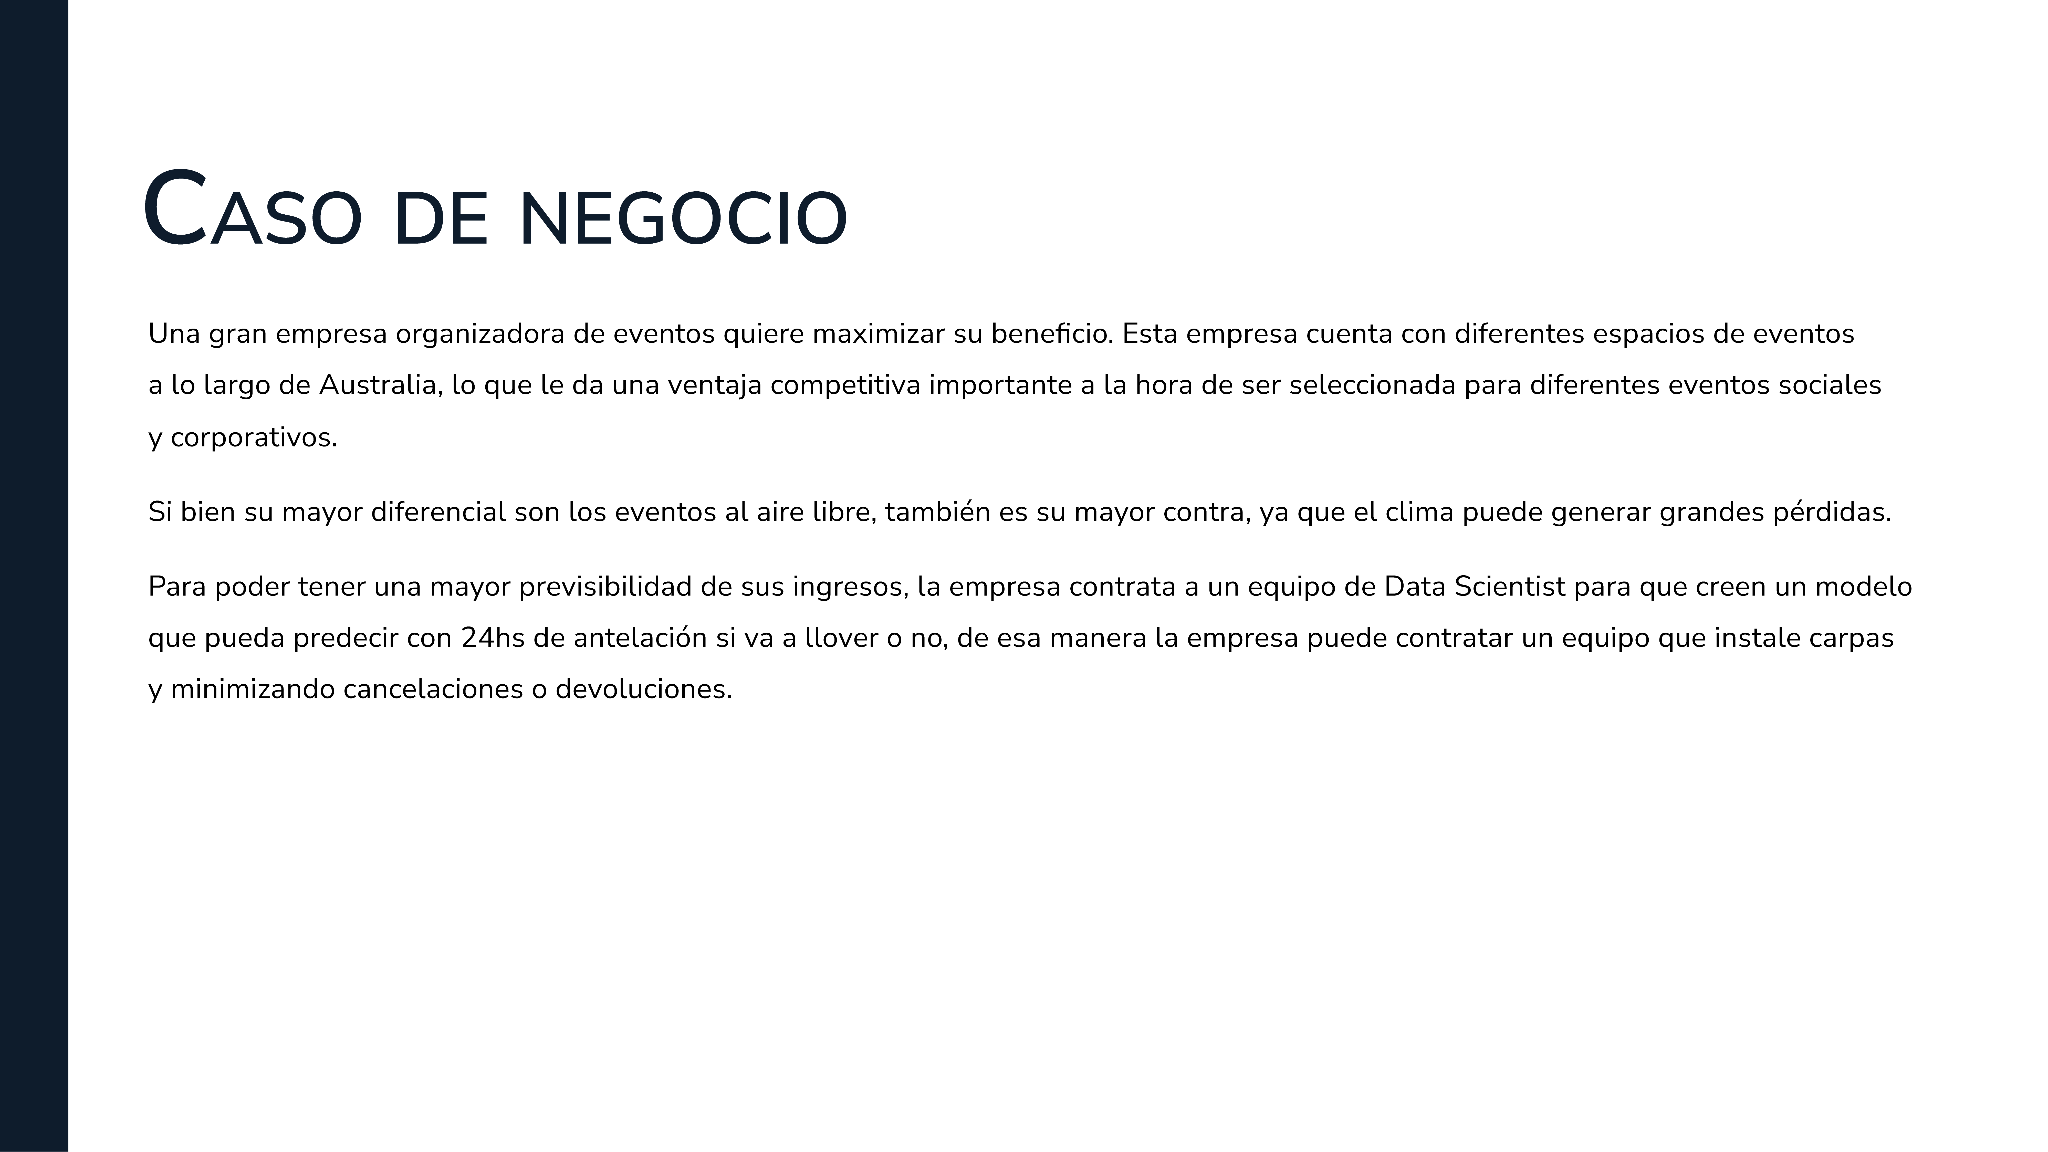 Caso de negocio
Una gran empresa organizadora de eventos quiere maximizar su beneficio. Esta empresa cuenta con diferentes espacios de eventos
a lo largo de Australia, lo que le da una ventaja competitiva importante a la hora de ser seleccionada para diferentes eventos sociales
y corporativos.
Si bien su mayor diferencial son los eventos al aire libre, también es su mayor contra, ya que el clima puede generar grandes pérdidas.
Para poder tener una mayor previsibilidad de sus ingresos, la empresa contrata a un equipo de Data Scientist para que creen un modelo
que pueda predecir con 24hs de antelación si va a llover o no, de esa manera la empresa puede contratar un equipo que instale carpas
y minimizando cancelaciones o devoluciones.